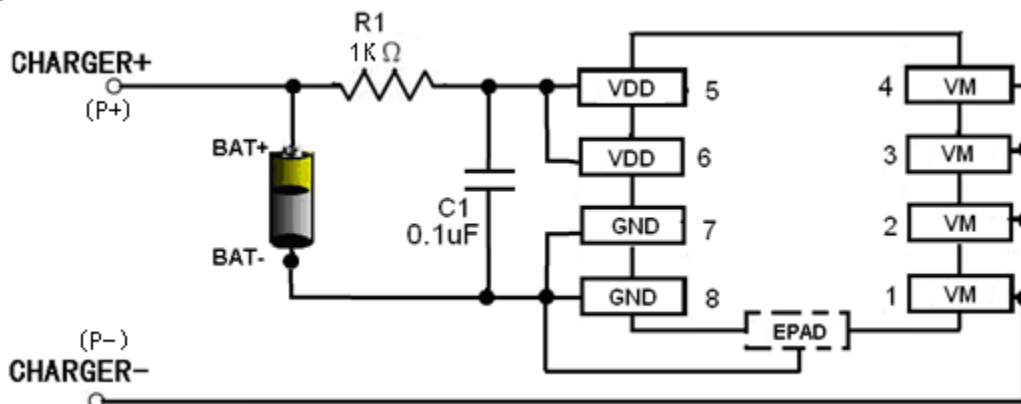 R1
1K Ω
CHARGER+
(P+)
BAT+
BAT-
C1
0.1uF
VDD 5
VDD 6
GND 7
GND 8
4 VM
3 VM
2 VM
1 VM
EPAD
(P-)
CHARGER-